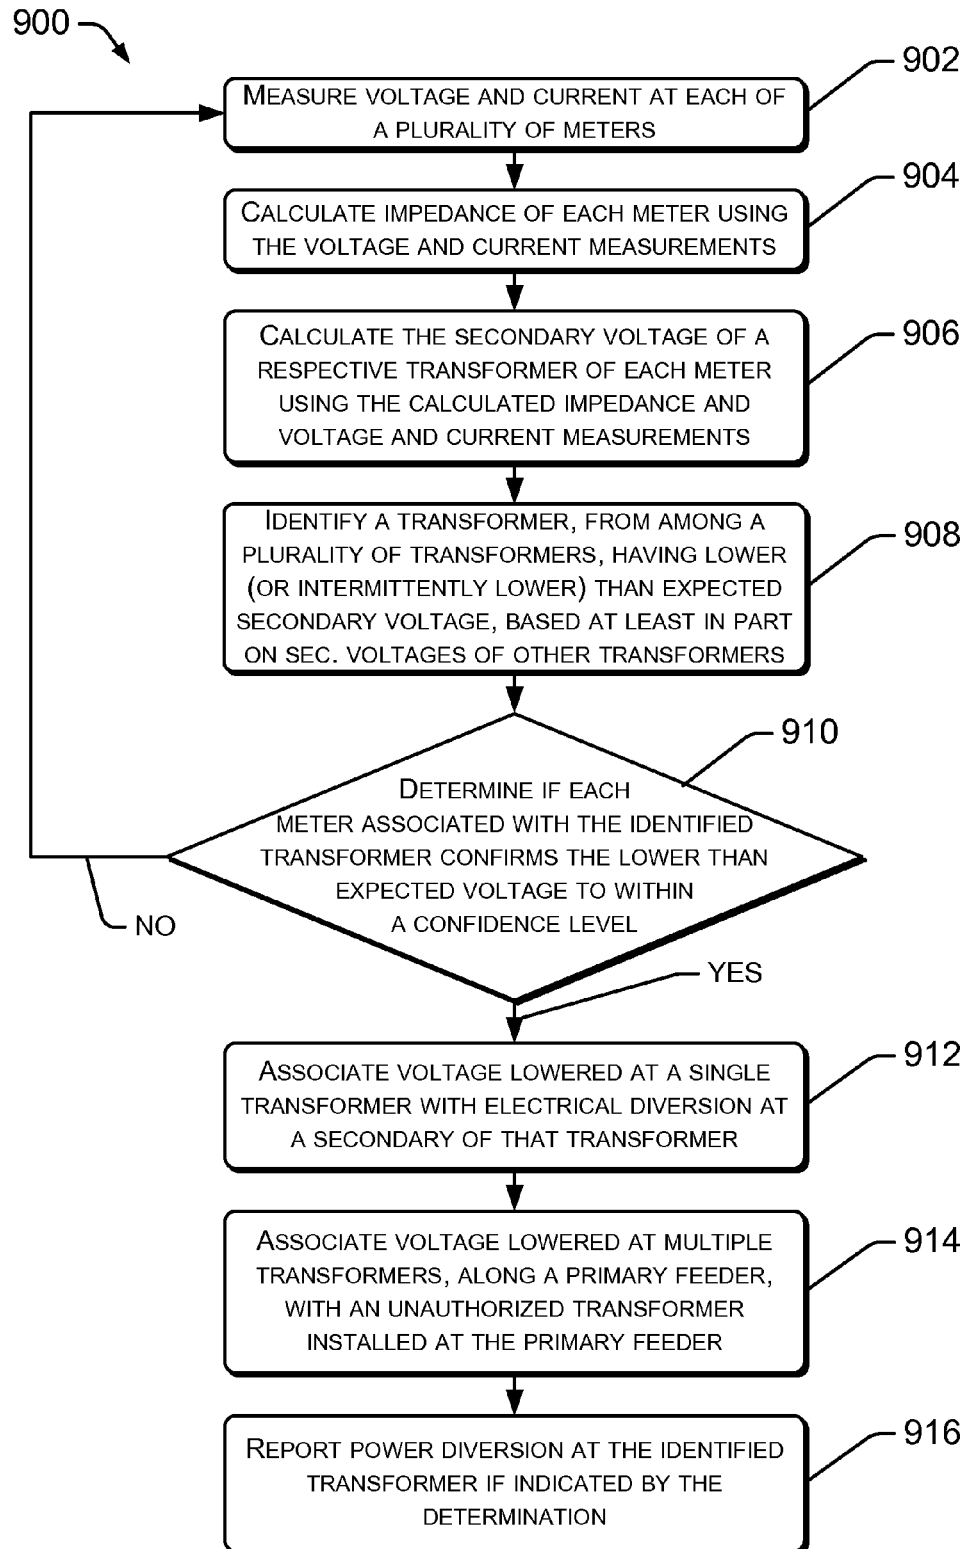 900
902
MEASURE VOLTAGE AND CURRENT AT EACH OF
A PLURALITY OF METERS
904
CALCULATE IMPEDANCE OF EACH METER USING
THE VOLTAGE AND CURRENT MEASUREMENTS
906
CALCULATE THE SECONDARY VOLTAGE OF A
RESPECTIVE TRANSFORMER OF EACH METER
USING THE CALCULATED IMPEDANCE AND
VOLTAGE AND CURRENT MEASUREMENTS
908
IDENTIFY A TRANSFORMER, FROM AMONG A
PLURALITY OF TRANSFORMERS, HAVING LOWER
(OR INTERMITTENTLY LOWER) THAN EXPECTED
SECONDARY VOLTAGE, BASED AT LEAST IN PART
ON SEC. VOLTAGES OF OTHER TRANSFORMERS
910
DETERMINE IF EACH
METER ASSOCIATED WITH THE IDENTIFIED
TRANSFORMER CONFIRMS THE LOWER THAN
EXPECTED VOLTAGE TO WITHIN
A CONFIDENCE LEVEL
NO
YES
912
ASSOCIATE VOLTAGE LOWERED AT A SINGLE
TRANSFORMER WITH ELECTRICAL DIVERSION AT
A SECONDARY OF THAT TRANSFORMER
914
ASSOCIATE VOLTAGE LOWERED AT MULTIPLE
TRANSFORMERS, ALONG A PRIMARY FEEDER,
WITH AN UNAUTHORIZED TRANSFORMER
INSTALLED AT THE PRIMARY FEEDER
916
REPORT POWER DIVERSION AT THE IDENTIFIED
TRANSFORMER IF INDICATED BY THE
DETERMINATION